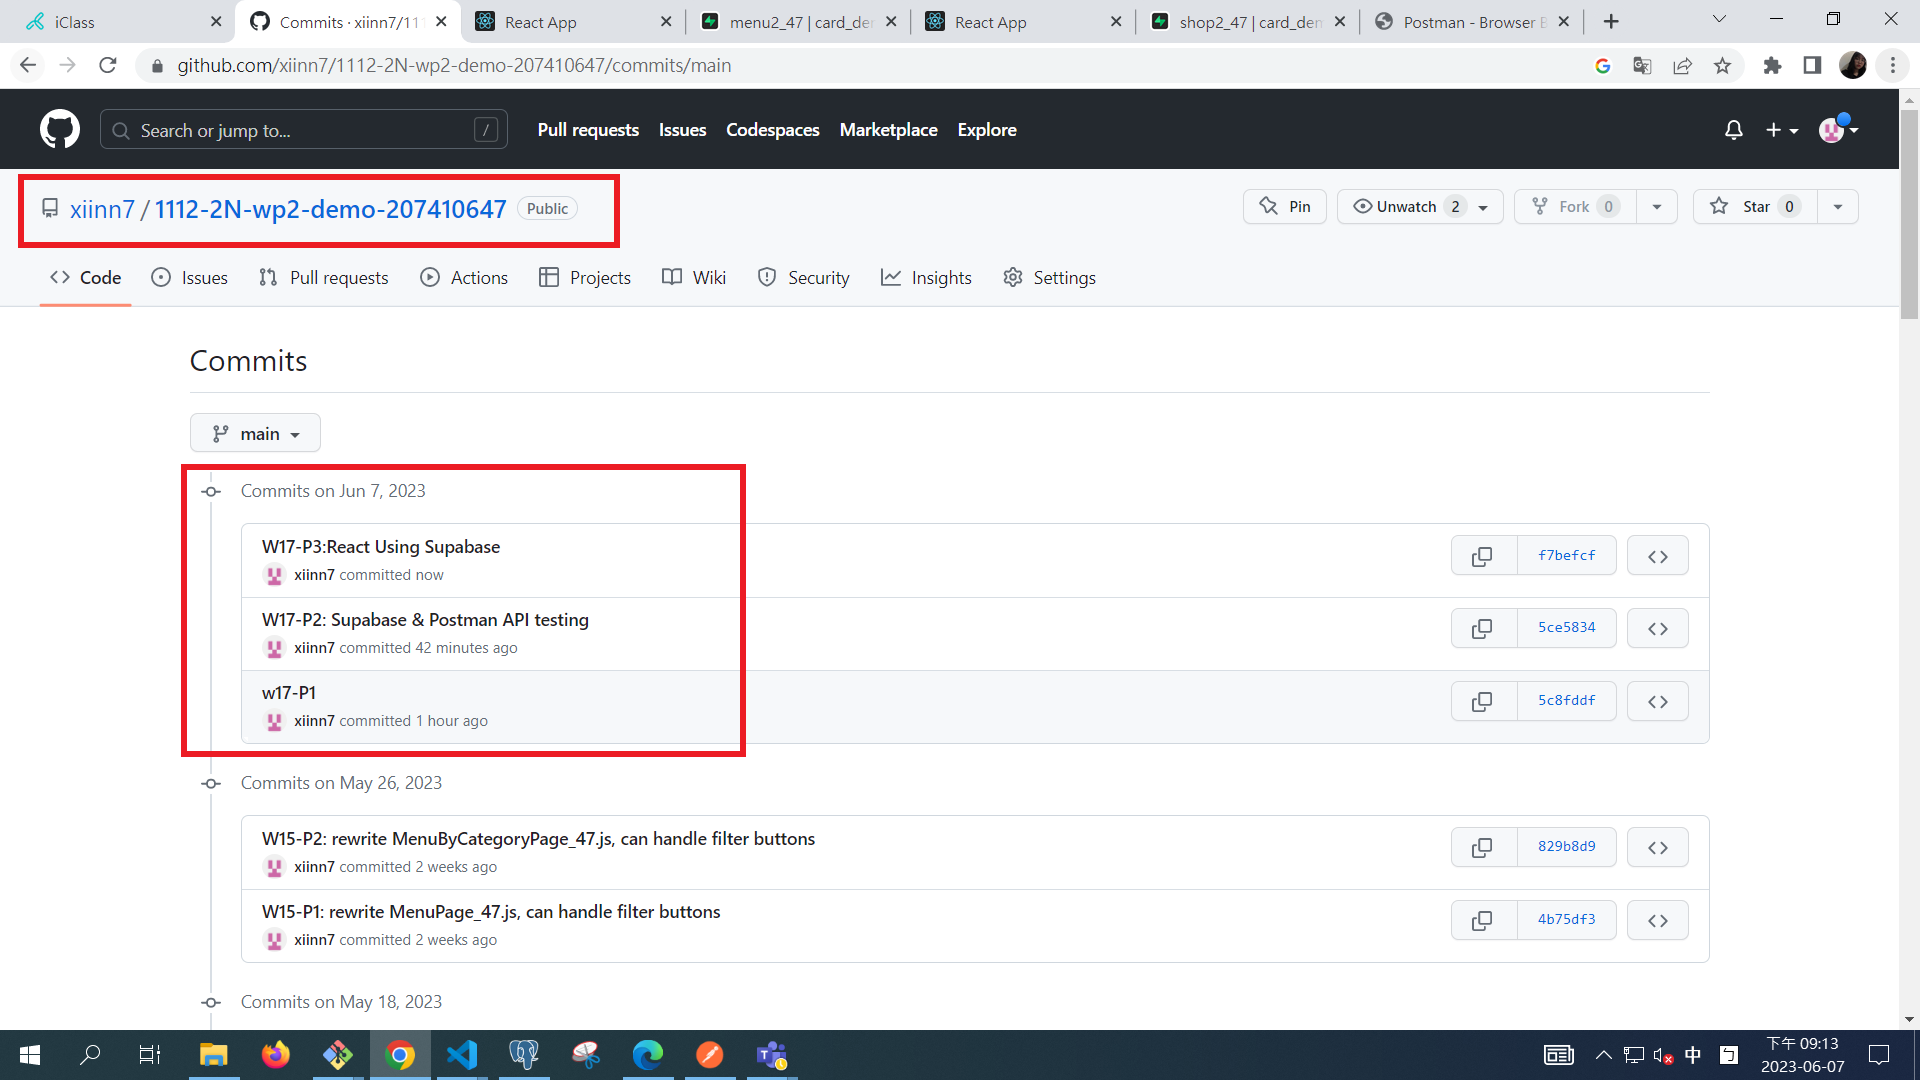 iClass
Commits · xiinn7/111
React App
menu2_47 | card_de
React App
shop2_47 | card_dem
Postman - Browser
github.com/xiinn7/1112-2N-wp2-demo-207410647/commits/main
Search or jump to...
/
Pull requests
Issues
Codespaces
Marketplace
Explore
xiinn7 / 1112-2N-wp2-demo-207410647
Public
Pin
Unwatch 2
Fork 0
Star 0
Code
Issues
Pull requests
Actions
Projects
Wiki
Security
Insights
Settings
Commits
main
Commits on Jun 7, 2023
W17-P3:React Using Supabase
xiinn7 committed now
f7befcf
W17-P2: Supabase & Postman API testing
xiinn7 committed 42 minutes ago
5ce5834
w17-P1
xiinn7 committed 1 hour ago
5c8fddf
Commits on May 26, 2023
W15-P2: rewrite MenuByCategoryPage_47.js, can handle filter buttons
xiinn7 committed 2 weeks ago
829b8d9
W15-P1: rewrite MenuPage_47.js, can handle filter buttons
xiinn7 committed 2 weeks ago
4b75df3
Commits on May 18, 2023
中
下午 09:13
2023-06-07